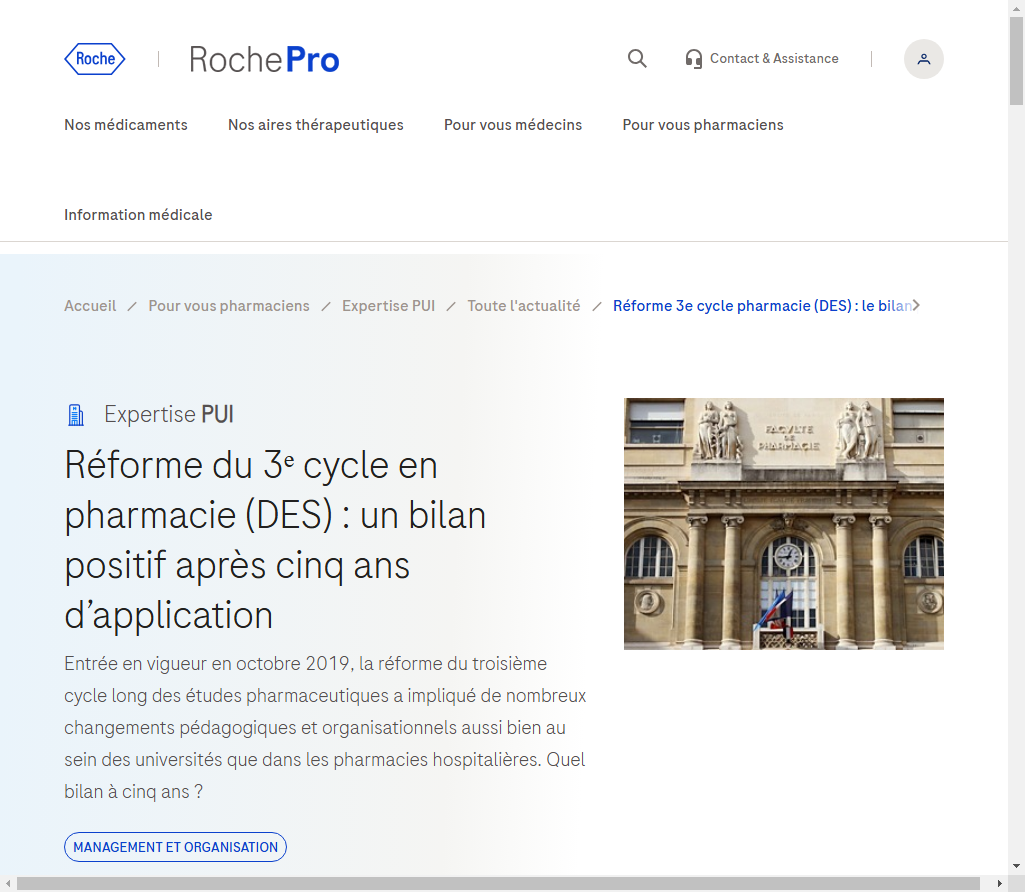 Roche
RochePro
Contact & Assistance
Nos médicaments
Nos aires thérapeutiques
Pour vous médecins
Pour vous pharmaciens
Information médicale
Accueil / Pour vous pharmaciens / Expertise PUI / Toute l'actualité / Réforme 3e cycle pharmacie (DES) : le bilan
Expertise PUI
Réforme du 3ᵉ cycle en
pharmacie (DES) : un bilan
positif après cinq ans
d’application
Entrée en vigueur en octobre 2019, la réforme du troisième
cycle long des études pharmaceutiques a impliqué de nombreux
changements pédagogiques et organisationnels aussi bien au
sein des universités que dans les pharmacies hospitalières. Quel
bilan à cinq ans ?
FACVLTE
DE
PHARMACIE
MANAGEMENT ET ORGANISATION